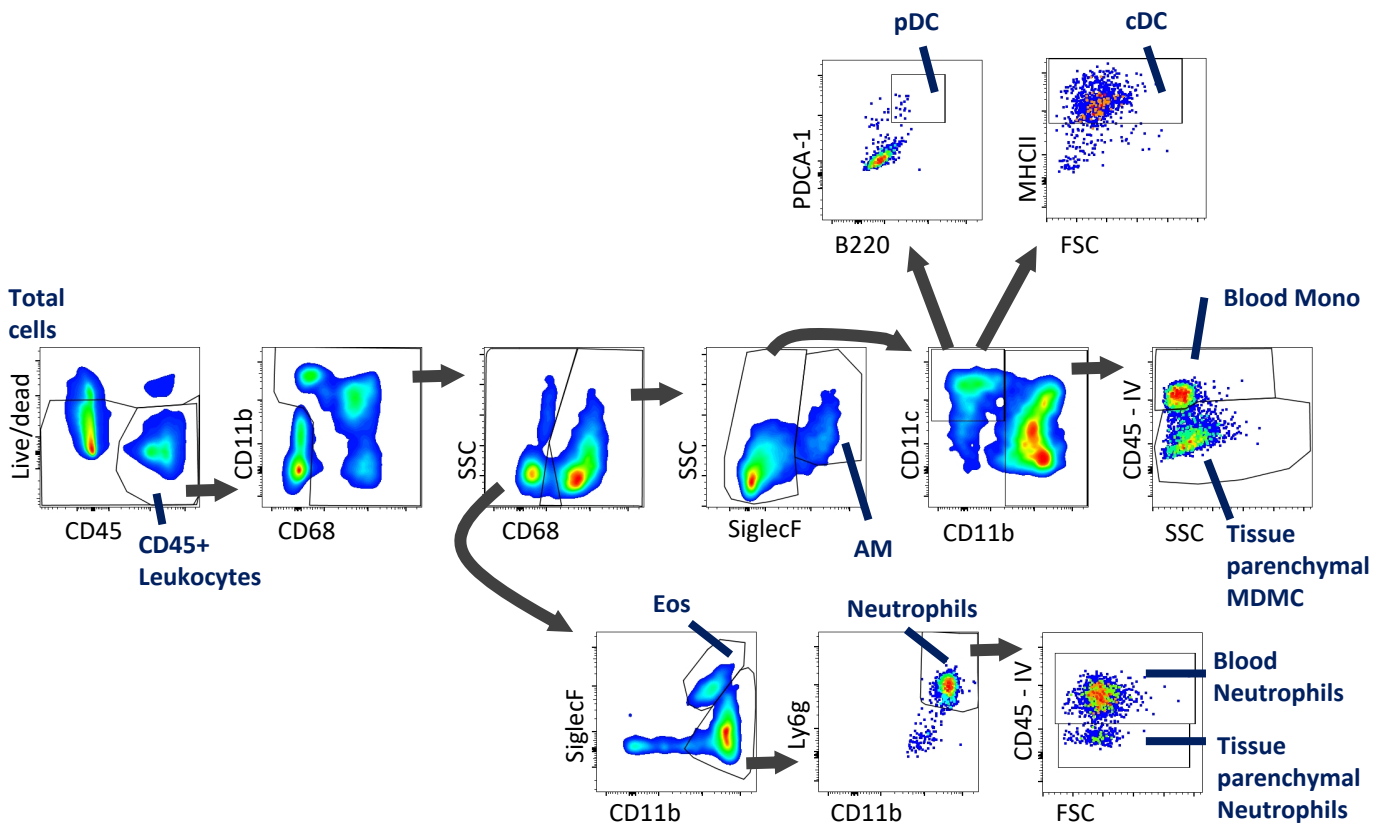 pDC
cDC
PDCA-1
MHCII
B220
FSC
Total
cells
Blood Mono
Live/dead
CD11b
SSC
SSC
CD11c
CD45 - IV
CD45
CD68
CD68
SiglecF
CD11b
SSC
CD45+
Leukocytes
AM
Tissue
parenchymal
MDMC
Eos
Neutrophils
SiglecF
Ly6g
CD45 - IV
Blood
Neutrophils
Tissue
parenchymal
Neutrophils
CD11b
CD11b
FSC